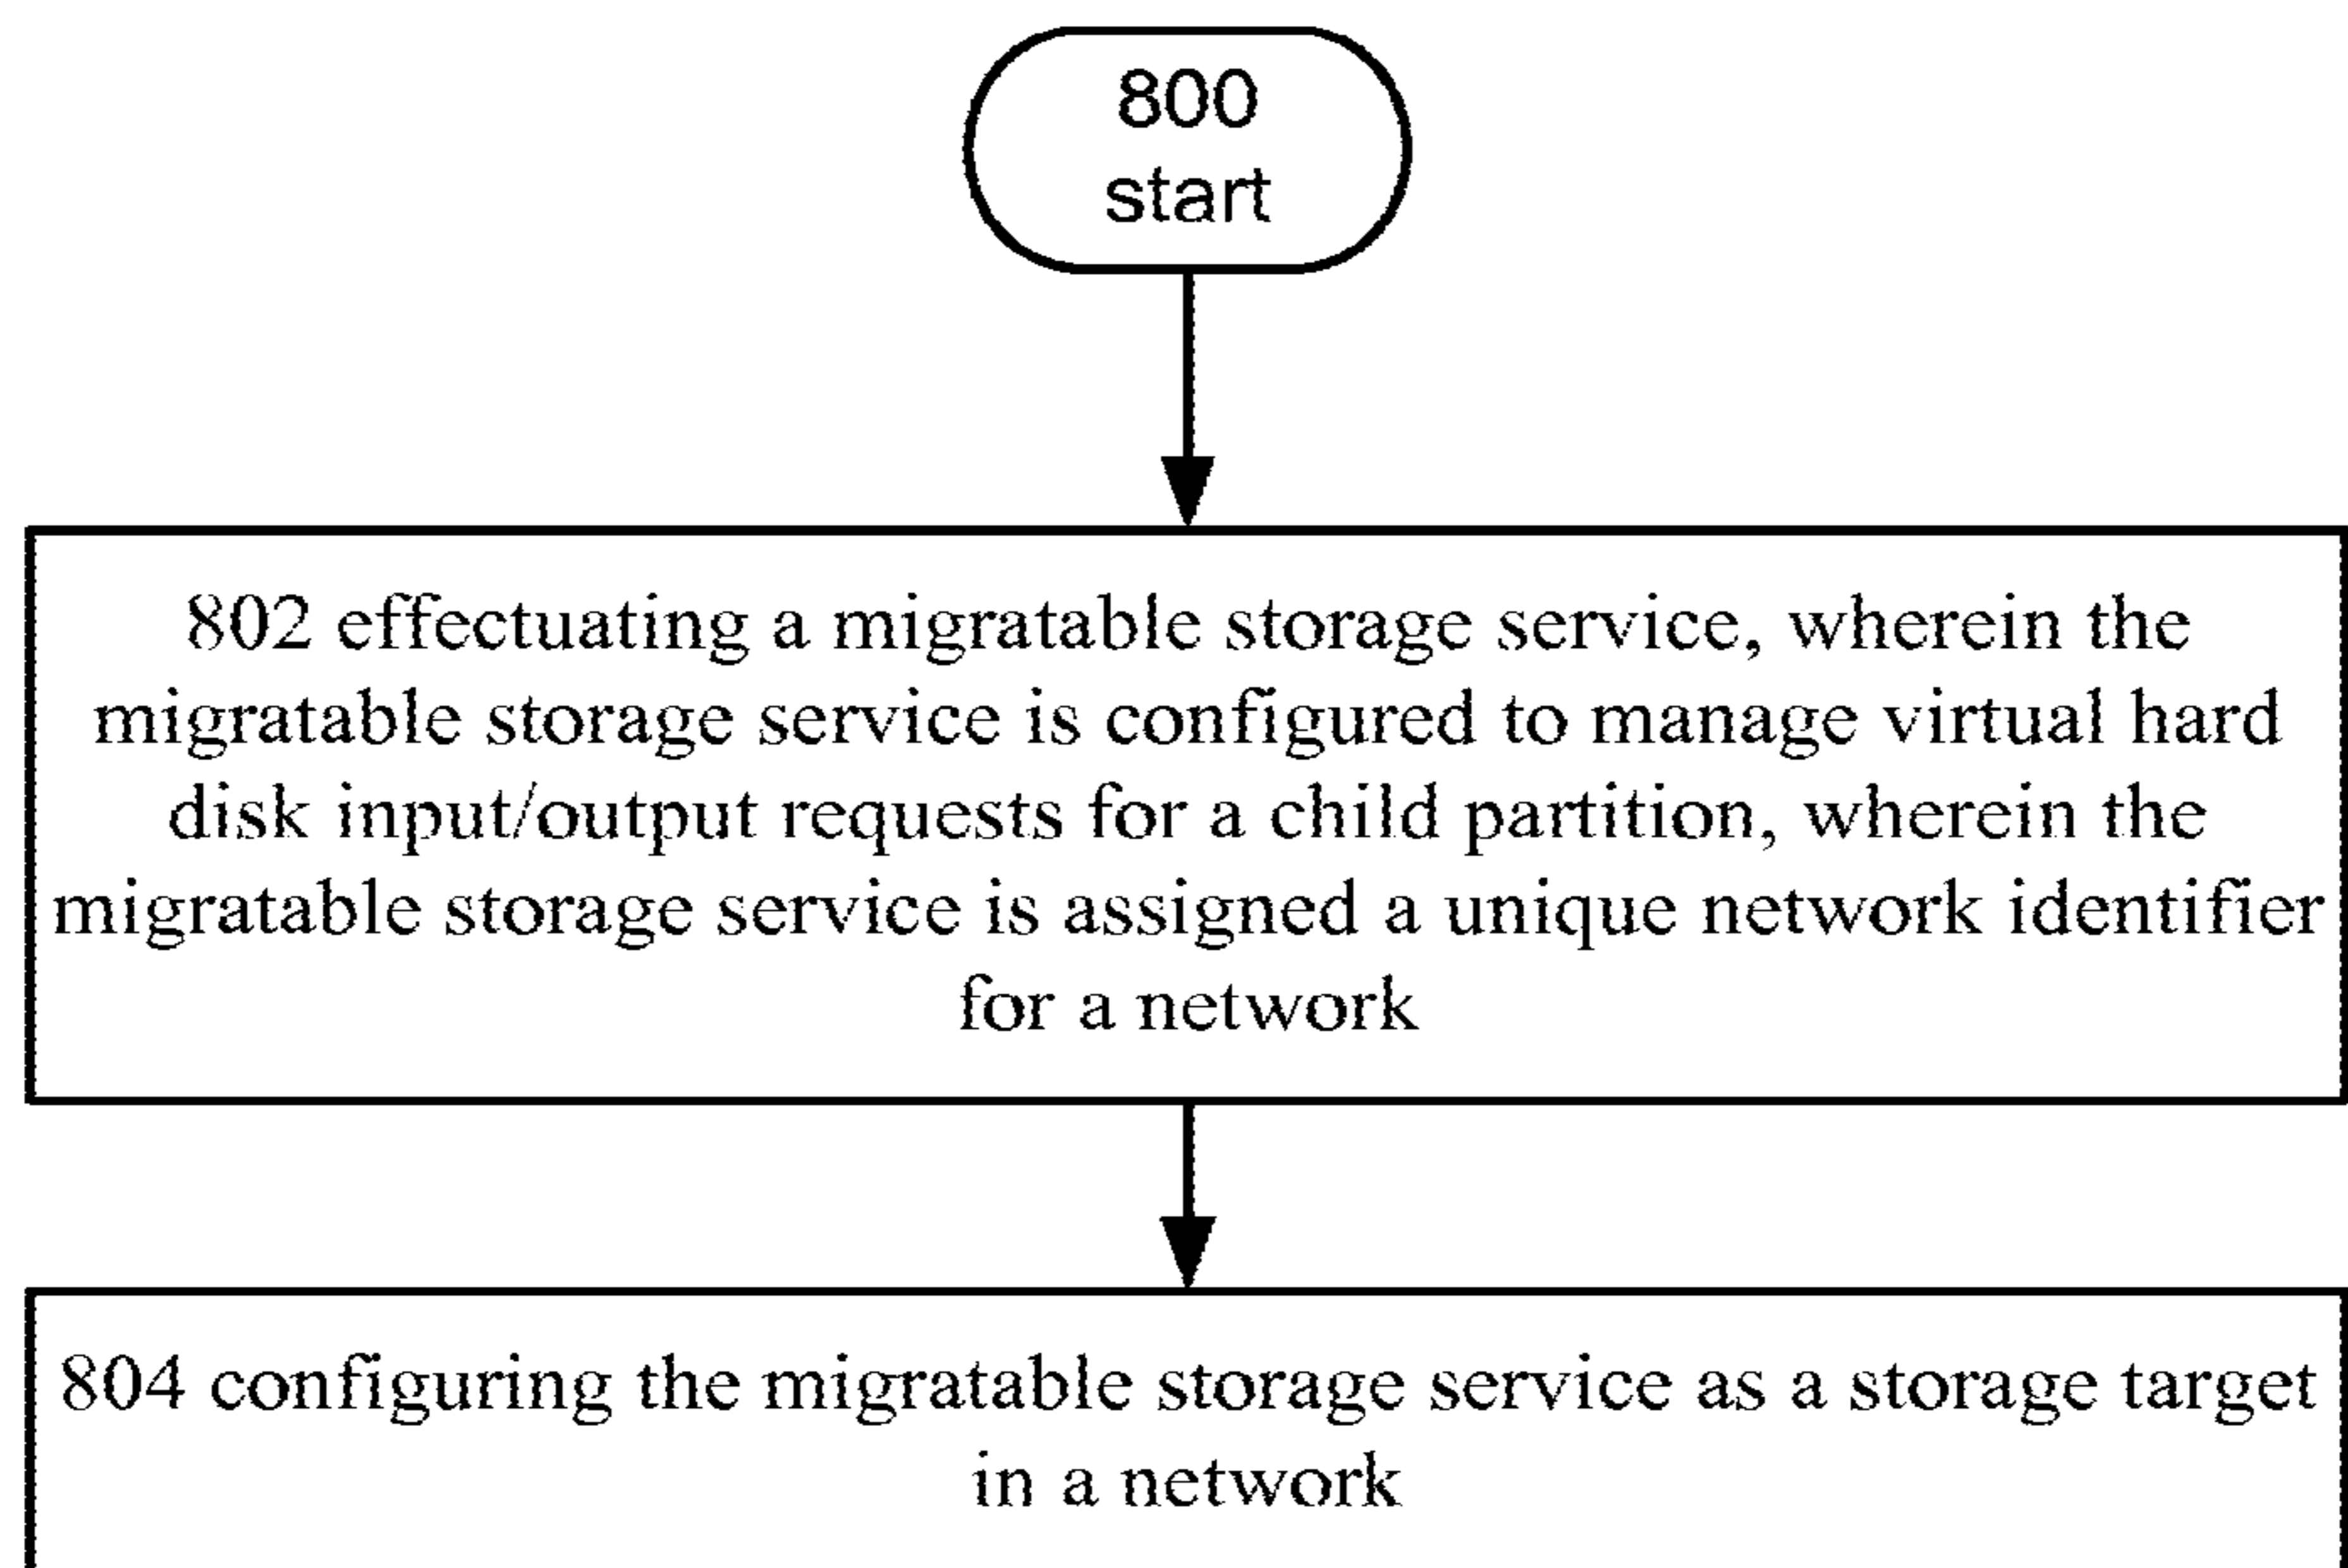 800
start
802 effectuating a migratable storage service, wherein the
migratable storage service is configured to manage virtual hard
disk input/output requests for a child partition, wherein the
migratable storage service is assigned a unique network identifier
for a network
804 configuring the migratable storage service as a storage target
in a network